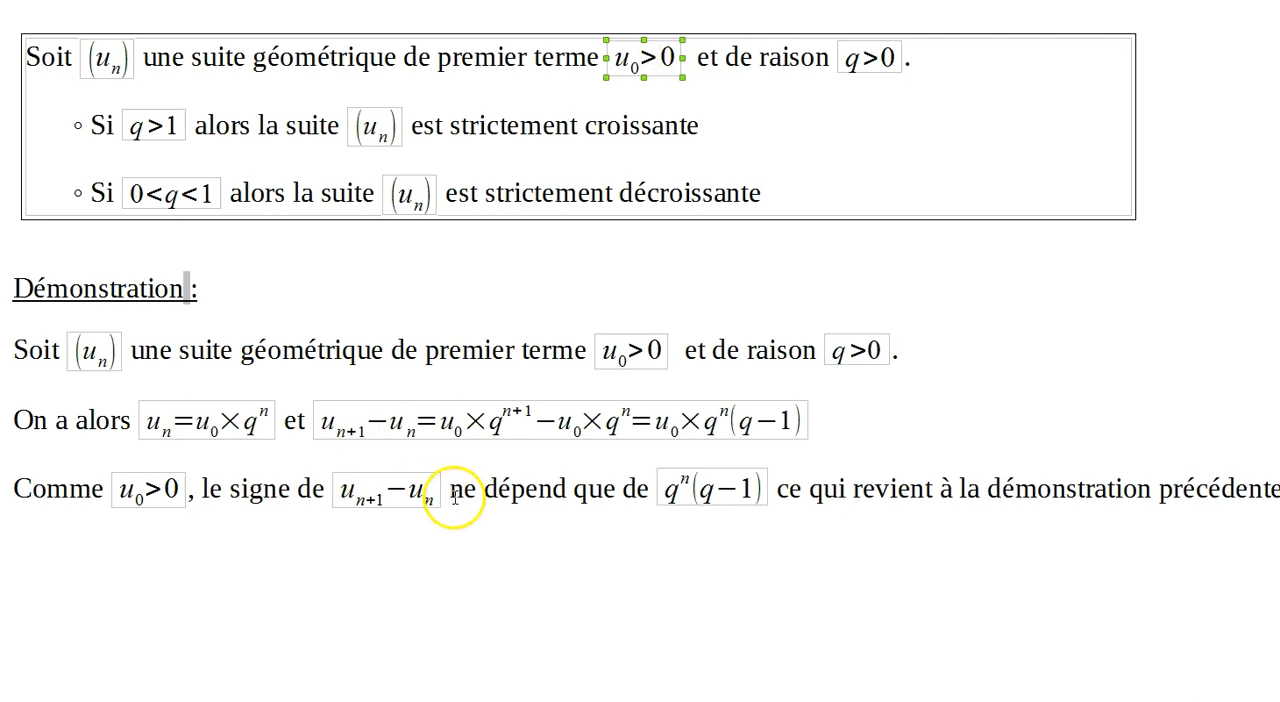 Soit (uₙ) une suite géométrique de premier terme u₀>0 et de raison q>0.
◦ Si q>1 alors la suite (uₙ) est strictement croissante
◦ Si 0<q<1 alors la suite (uₙ) est strictement décroissante
Démonstration :
Soit (uₙ) une suite géométrique de premier terme u₀>0 et de raison q>0.
On a alors uₙ=u₀×qⁿ et uₙ₊₁−uₙ=u₀×qⁿ⁺¹−u₀×qⁿ=u₀×qⁿ(q−1)
Comme u₀>0, le signe de uₙ₊₁−uₙ ne dépend que de qⁿ(q−1) ce qui revient à la démonstration précédente